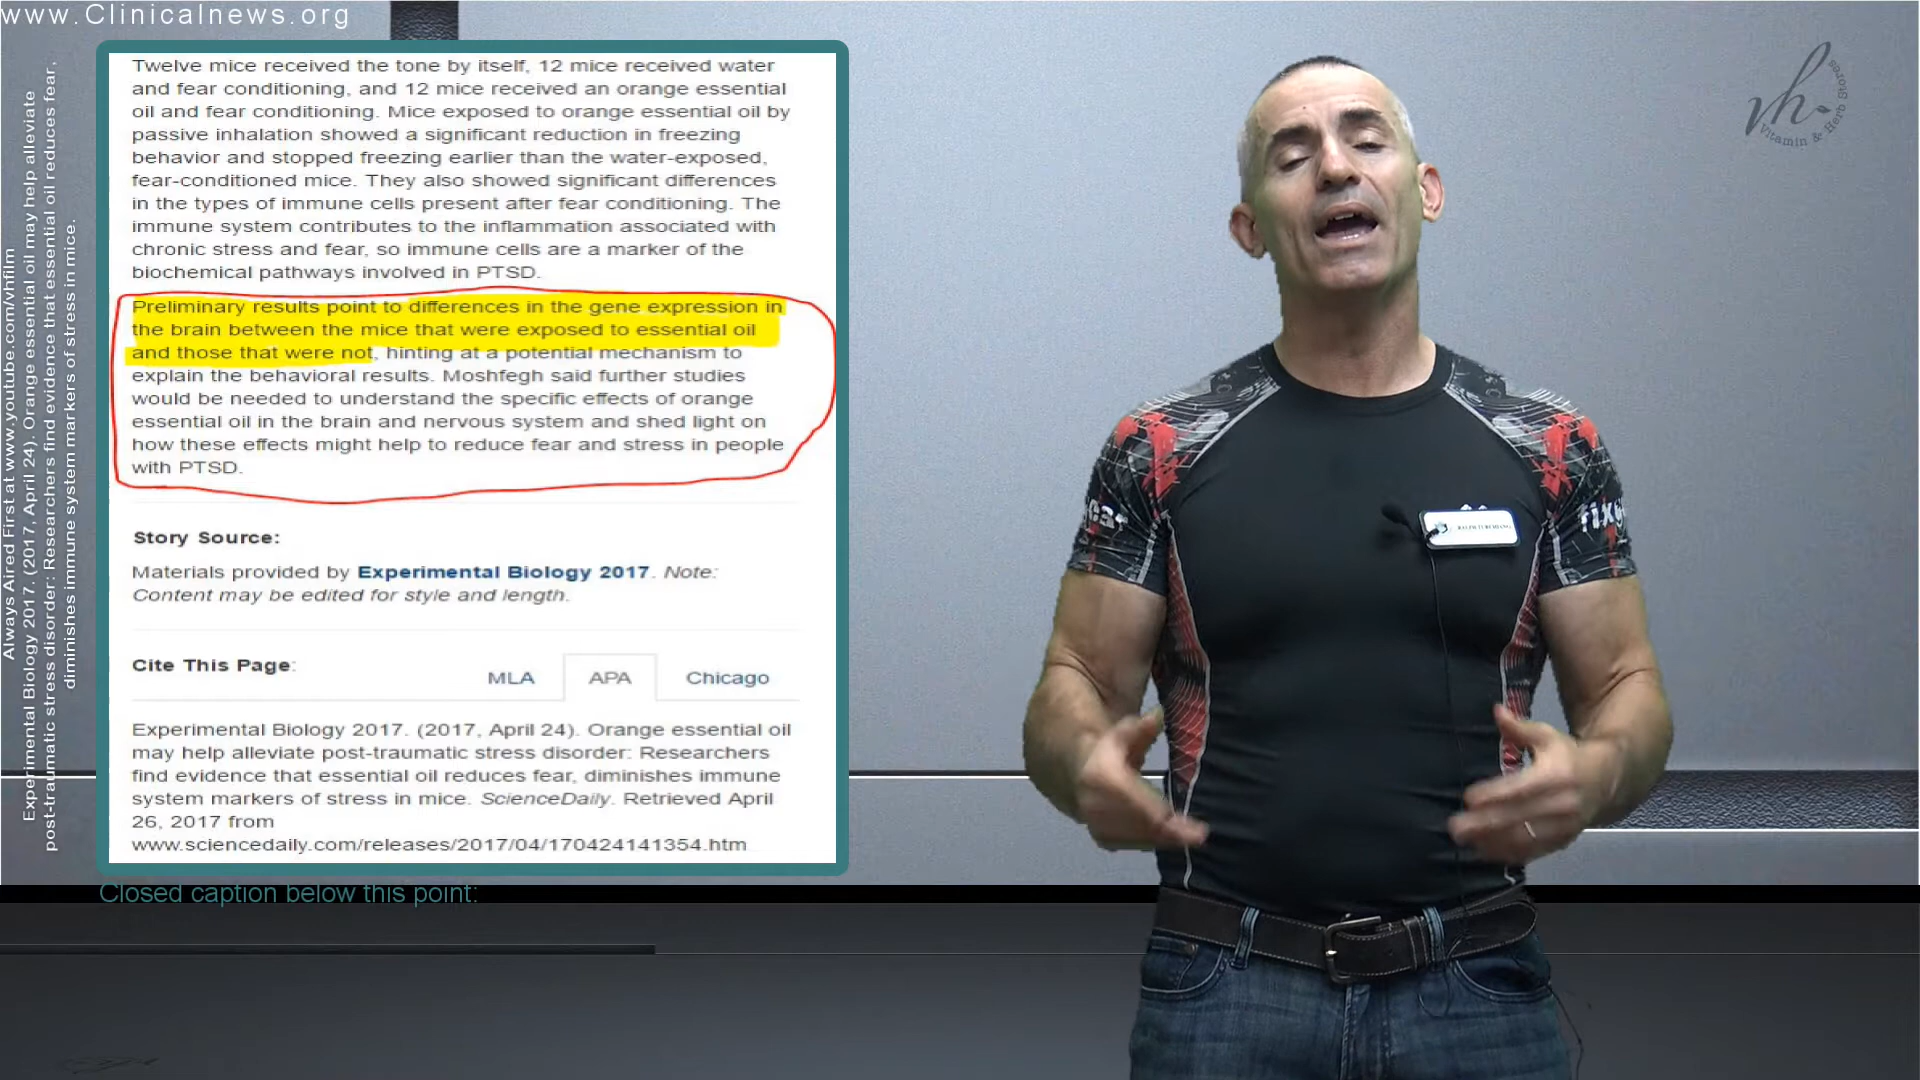 www.Clinicalnews.org
Always Aired First at www.youtube.com/vhfilm
Experimental Biology 2017. (2017, April 24). Orange essential oil may help alleviate
post-traumatic stress disorder: Researchers find evidence that essential oil reduces fear,
diminishes immune system markers of stress in mice.
Twelve mice received the tone by itself, 12 mice received water
and fear conditioning, and 12 mice received an orange essential
oil and fear conditioning. Mice exposed to orange essential oil by
passive inhalation showed a significant reduction in freezing
behavior and stopped freezing earlier than the water-exposed,
fear-conditioned mice. They also showed significant differences
in the types of immune cells present after fear conditioning. The
immune system contributes to the inflammation associated with
chronic stress and fear, so immune cells are a marker of the
biochemical pathways involved in PTSD.
Preliminary results point to differences in the gene expression in
the brain between the mice that were exposed to essential oil
and those that were not, hinting at a potential mechanism to
explain the behavioral results. Moshfegh said further studies
would be needed to understand the specific effects of orange
essential oil in the brain and nervous system and shed light on
how these effects might help to reduce fear and stress in people
with PTSD.
Story Source:
Materials provided by Experimental Biology 2017. Note:
Content may be edited for style and length.
Cite This Page:
MLA APA Chicago
Experimental Biology 2017. (2017, April 24). Orange essential oil
may help alleviate post-traumatic stress disorder: Researchers
find evidence that essential oil reduces fear, diminishes immune
system markers of stress in mice. ScienceDaily. Retrieved April
26, 2017 from
www.sciencedaily.com/releases/2017/04/170424141354.htm
Closed caption below this point:
vh
Vitamin & Herb Stores